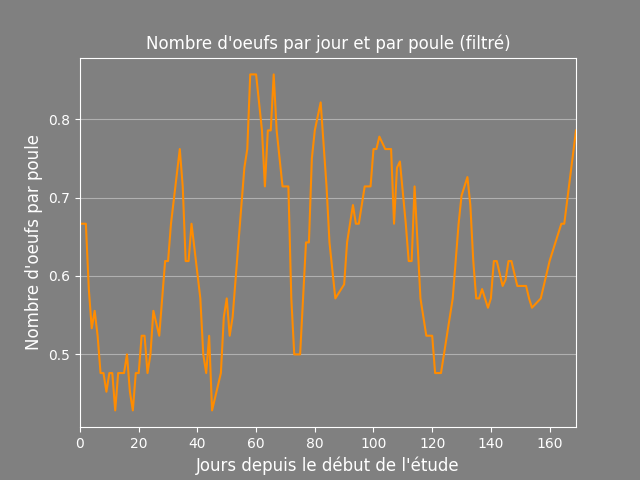 Nombre d'oeufs par jour et par poule (filtré)
Nombre d'oeufs par poule
0.8
0.7
0.6
0.5
0 20 40 60 80 100 120 140 160
Jours depuis le début de l'étude